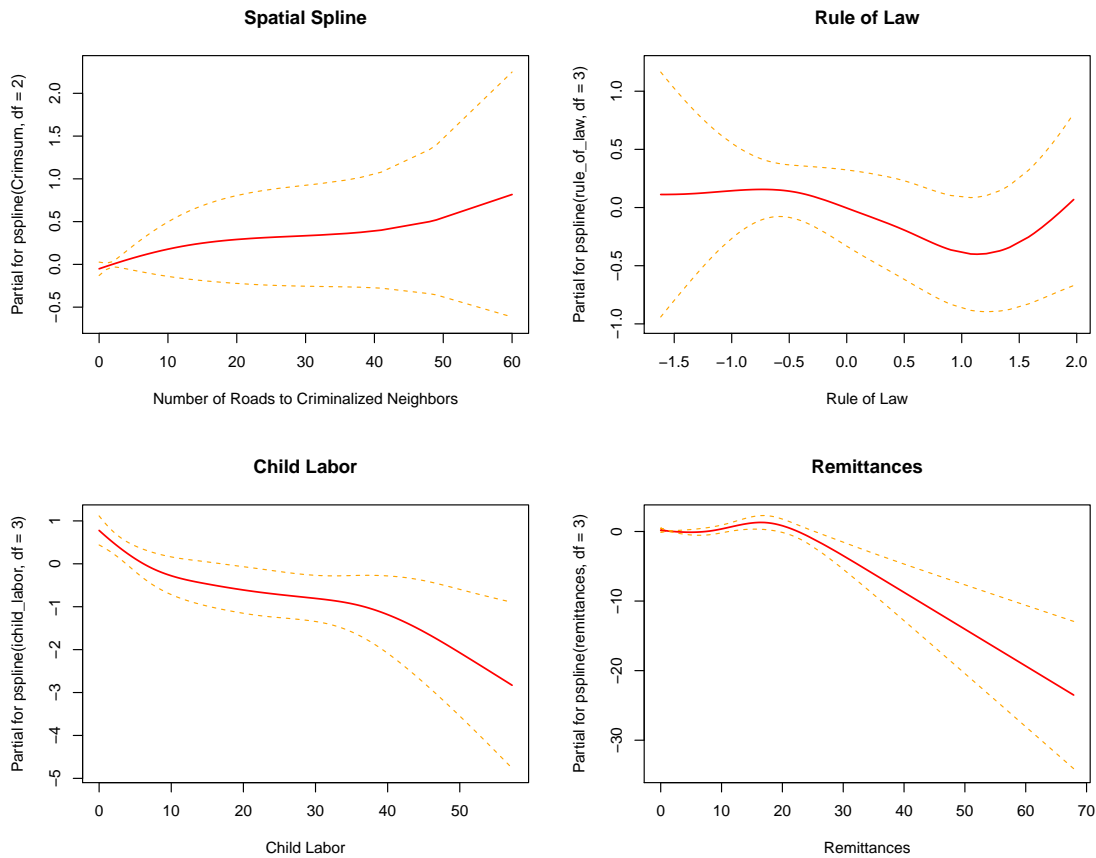 Spatial Spline
Partial for pspline(Crimsum, df = 2)
−0.5 0.0 0.5 1.0 1.5 2.0
0 10 20 30 40 50 60
Number of Roads to Criminalized Neighbors
Rule of Law
Partial for pspline(rule_of_law, df = 3)
−1.0 −0.5 0.0 0.5 1.0
−1.5 −1.0 −0.5 0.0 0.5 1.0 1.5 2.0
Rule of Law
Child Labor
Partial for pspline(ichild_labor, df = 3)
−5 −4 −3 −2 −1 0 1
0 10 20 30 40 50
Child Labor
Remittances
Partial for pspline(remittances, df = 3)
−30 −20 −10 0
0 10 20 30 40 50 60 70
Remittances